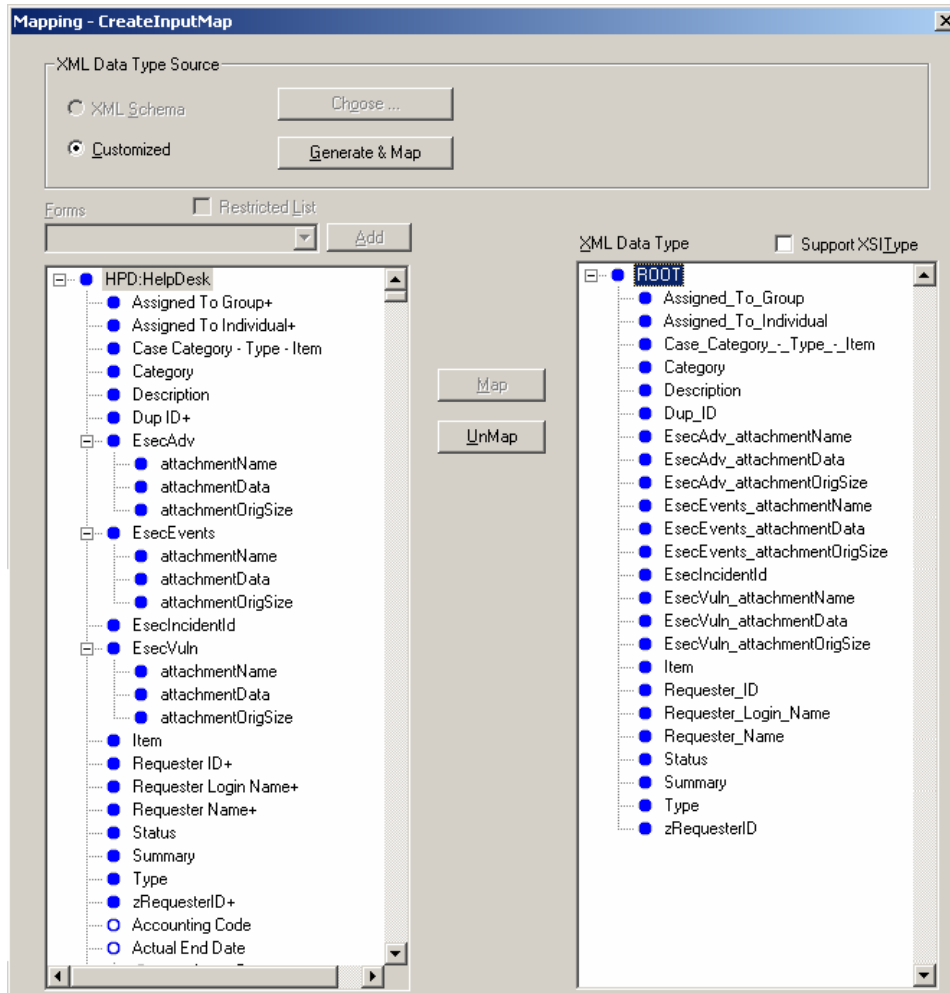 Mapping - CreateInputMap
XML Data Type Source
XML Schema
Choose ...
Customized
Generate & Map
Forms
Restricted List
Add
HPD:HelpDesk
Assigned To Group+
Assigned To Individual+
Case Category - Type - Item
Category
Description
Dup ID+
EsecAdv
attachmentName
attachmentData
attachmentOrigSize
EsecEvents
attachmentName
attachmentData
attachmentOrigSize
EsecIncidentId
EsecVuln
attachmentName
attachmentData
attachmentOrigSize
Item
Requester ID+
Requester Login Name+
Requester Name+
Status
Summary
Type
zRequesterID+
Accounting Code
Actual End Date
Map
UnMap
XML Data Type
Support XSIType
ROOT
Assigned_To_Group
Assigned_To_Individual
Case_Category_-_Type_-_Item
Category
Description
Dup_ID
EsecAdv_attachmentName
EsecAdv_attachmentData
EsecAdv_attachmentOrigSize
EsecEvents_attachmentName
EsecEvents_attachmentData
EsecEvents_attachmentOrigSize
EsecIncidentId
EsecVuln_attachmentName
EsecVuln_attachmentData
EsecVuln_attachmentOrigSize
Item
Requester_ID
Requester_Login_Name
Requester_Name
Status
Summary
Type
zRequesterID